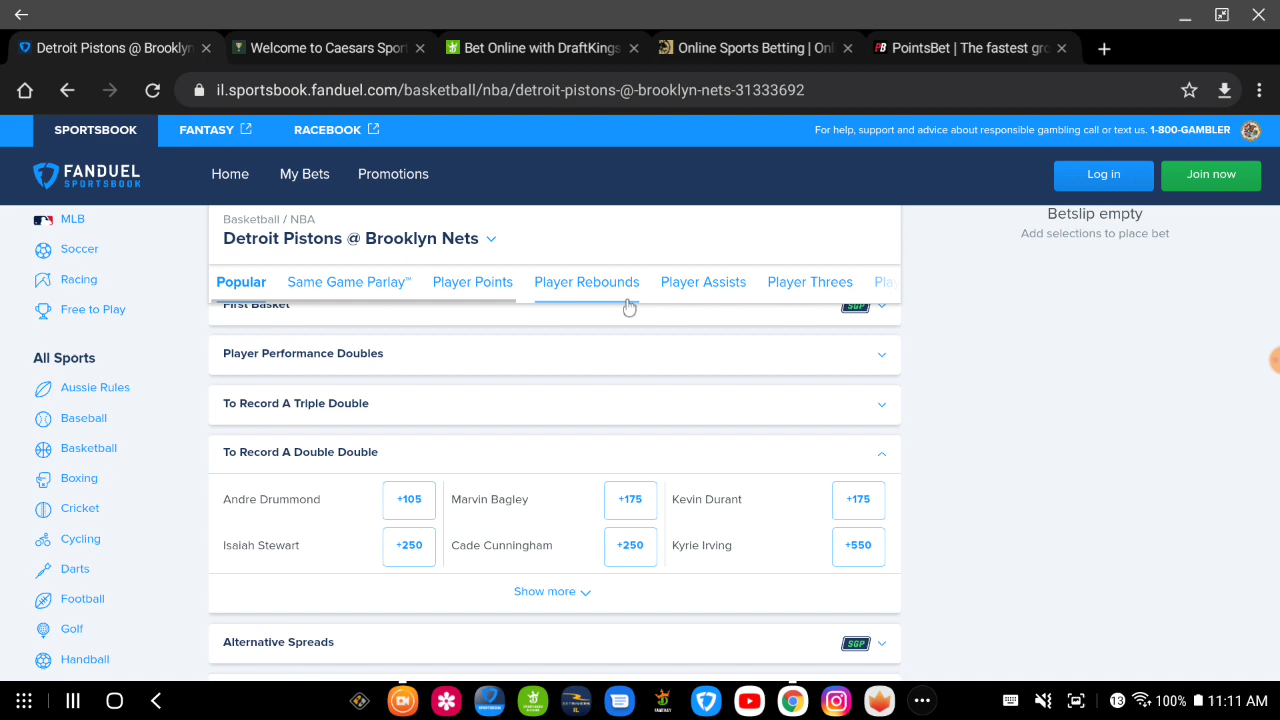 Detroit Pistons @ Brooklyn
Welcome to Caesars Sport
Bet Online with DraftKings
Online Sports Betting | Onl
PointsBet | The fastest gro
il.sportsbook.fanduel.com/basketball/nba/detroit-pistons-@-brooklyn-nets-31333692
SPORTSBOOK
FANTASY
RACEBOOK
For help, support and advice about responsible gambling call or text us. 1-800-GAMBLER
FANDUEL
SPORTSBOOK
Home
My Bets
Promotions
Log in
Join now
MLB
Soccer
Racing
Free to Play
All Sports
Aussie Rules
Baseball
Basketball
Boxing
Cricket
Cycling
Darts
Football
Golf
Handball
Basketball / NBA
Detroit Pistons @ Brooklyn Nets
Popular
Same Game Parlay™
Player Points
Player Rebounds
Player Assists
Player Threes
Pla
First Basket
SGP
Player Performance Doubles
To Record A Triple Double
To Record A Double Double
Andre Drummond +105
Marvin Bagley +175
Kevin Durant +175
Isaiah Stewart +250
Cade Cunningham +250
Kyrie Irving +550
Show more
Alternative Spreads
SGP
Betslip empty
Add selections to place bet
13
100%
11:11 AM